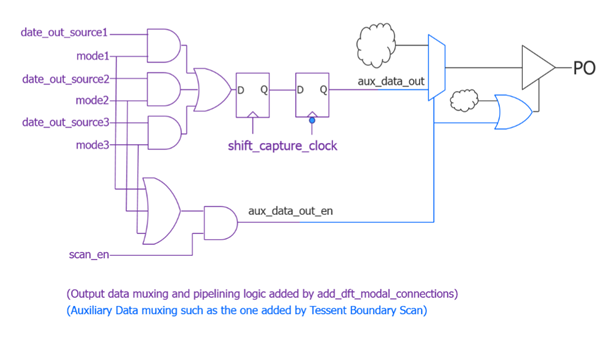 date_out_source1
mode1
date_out_source2
mode2
date_out_source3
mode3
D Q
D Q
shift_capture_clock
aux_data_out
PO
aux_data_out_en
scan_en
(Output data muxing and pipelining logic added by add_dft_modal_connections)
(Auxiliary Data muxing such as the one added by Tessent Boundary Scan)